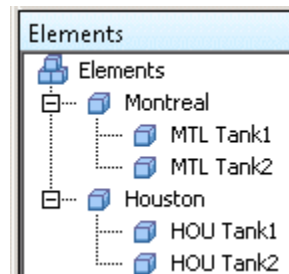 Elements
Elements
Montreal
MTL Tank1
MTL Tank2
Houston
HOU Tank1
HOU Tank2